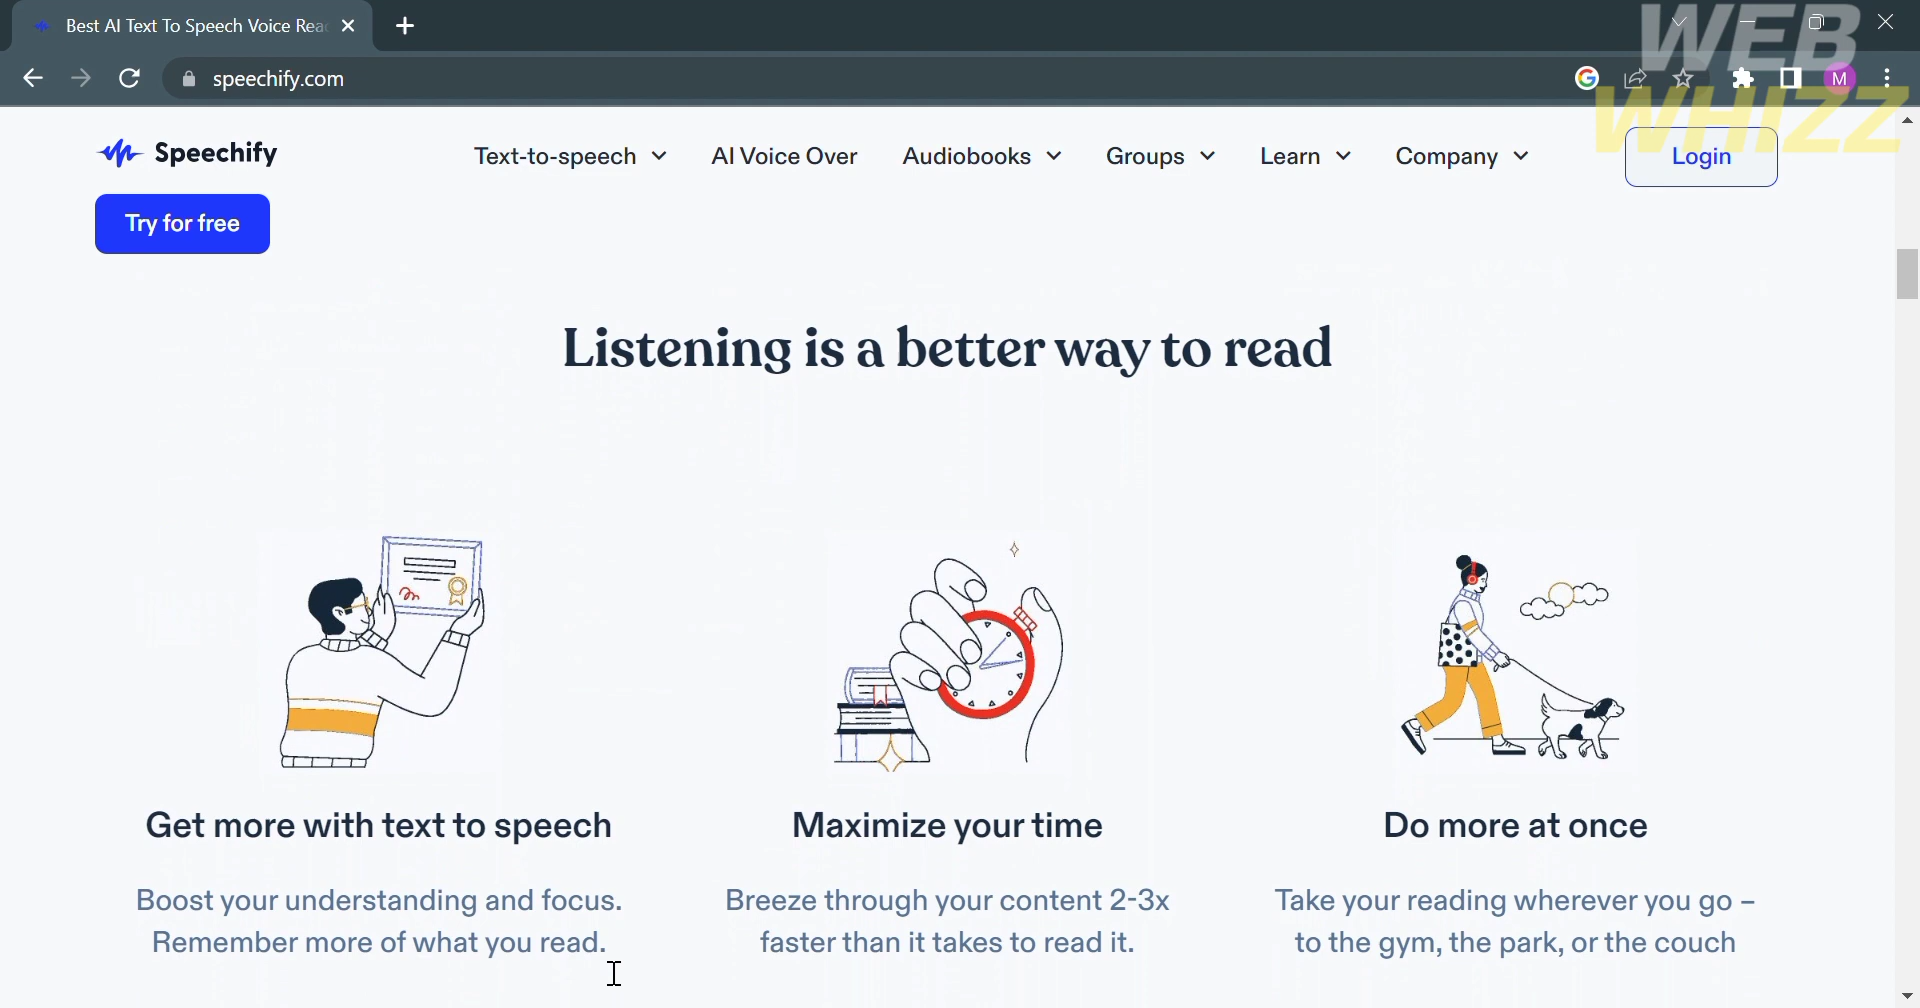 Best AI Text To Speech Voice Rea
speechify.com
M
WEB
WHIZZ
Speechify
Text-to-speech
AI Voice Over
Audiobooks
Groups
Learn
Company
Login
Try for free
Listening is a better way to read
Get more with text to speech
Boost your understanding and focus.
Remember more of what you read.
Maximize your time
Breeze through your content 2-3x
faster than it takes to read it.
Do more at once
Take your reading wherever you go –
to the gym, the park, or the couch